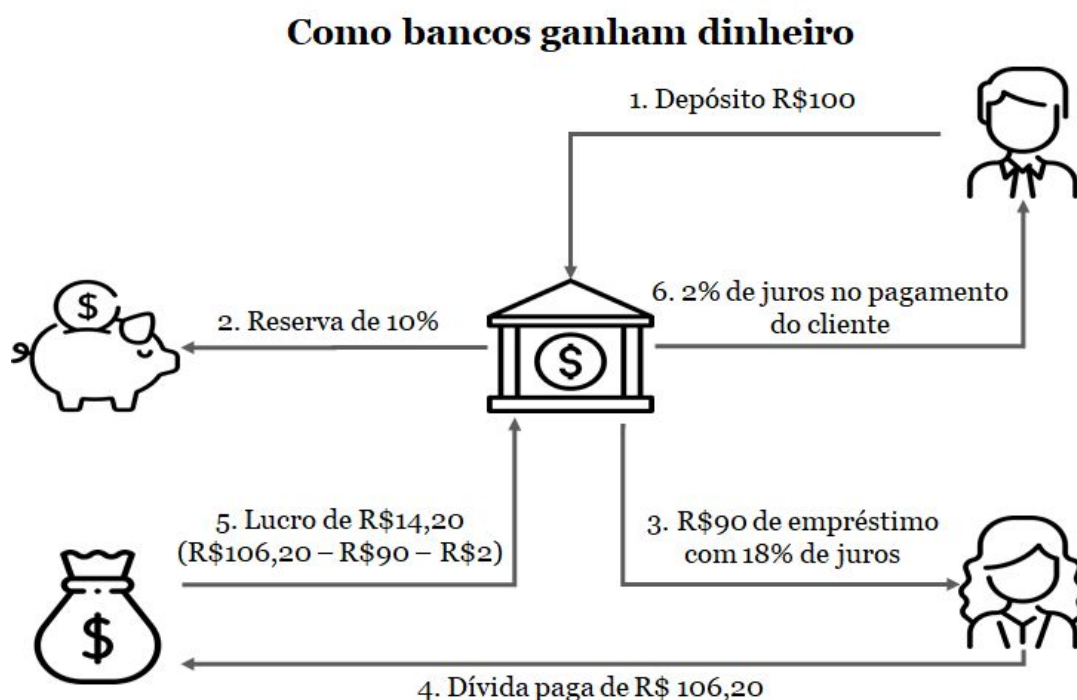 Como bancos ganham dinheiro
1. Depósito R$100
$
2. Reserva de 10%
$
6. 2% de juros no pagamento
do cliente
5. Lucro de R$14,20
(R$106,20 – R$90 – R$2)
3. R$90 de empréstimo
com 18% de juros
$
4. Dívida paga de R$ 106,20